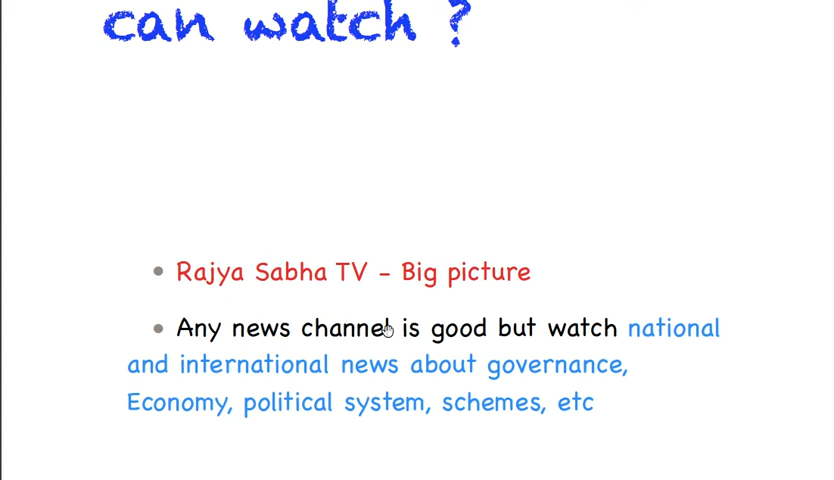 can watch ?
• Rajya Sabha TV - Big picture
• Any news channel is good but watch national
and international news about governance,
Economy, political system, schemes, etc